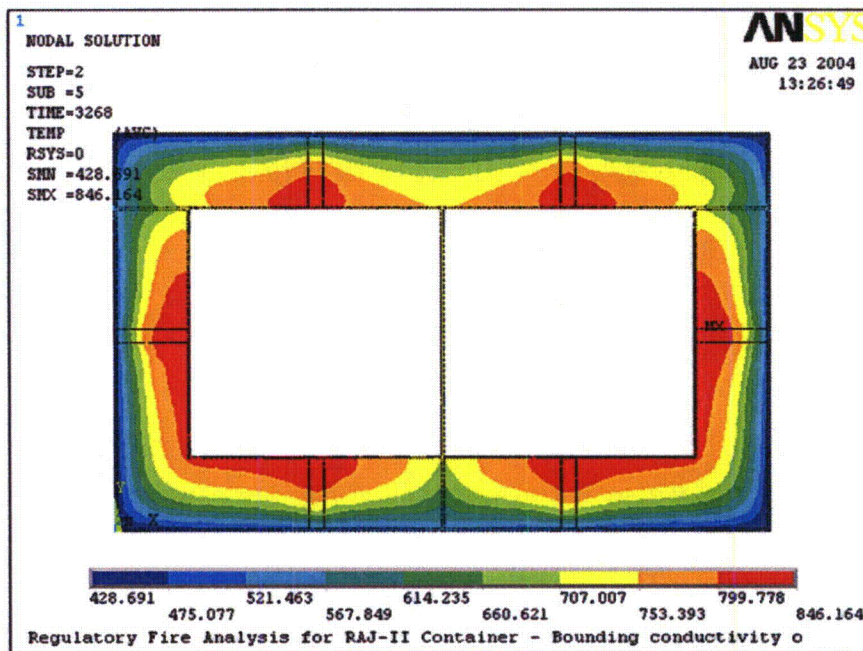 1
NODAL SOLUTION
ANSYS
AUG 23 2004
13:26:49
STEP=2
SUB =5
TIME=3268
TEMP (AVG)
RSYS=0
SMN =428.691
SMX =846.164
MX
Y
X
428.691 521.463 614.235 707.007 799.778
475.077 567.849 660.621 753.393 846.164
Regulatory Fire Analysis for RAJ-II Container - Bounding conductivity o